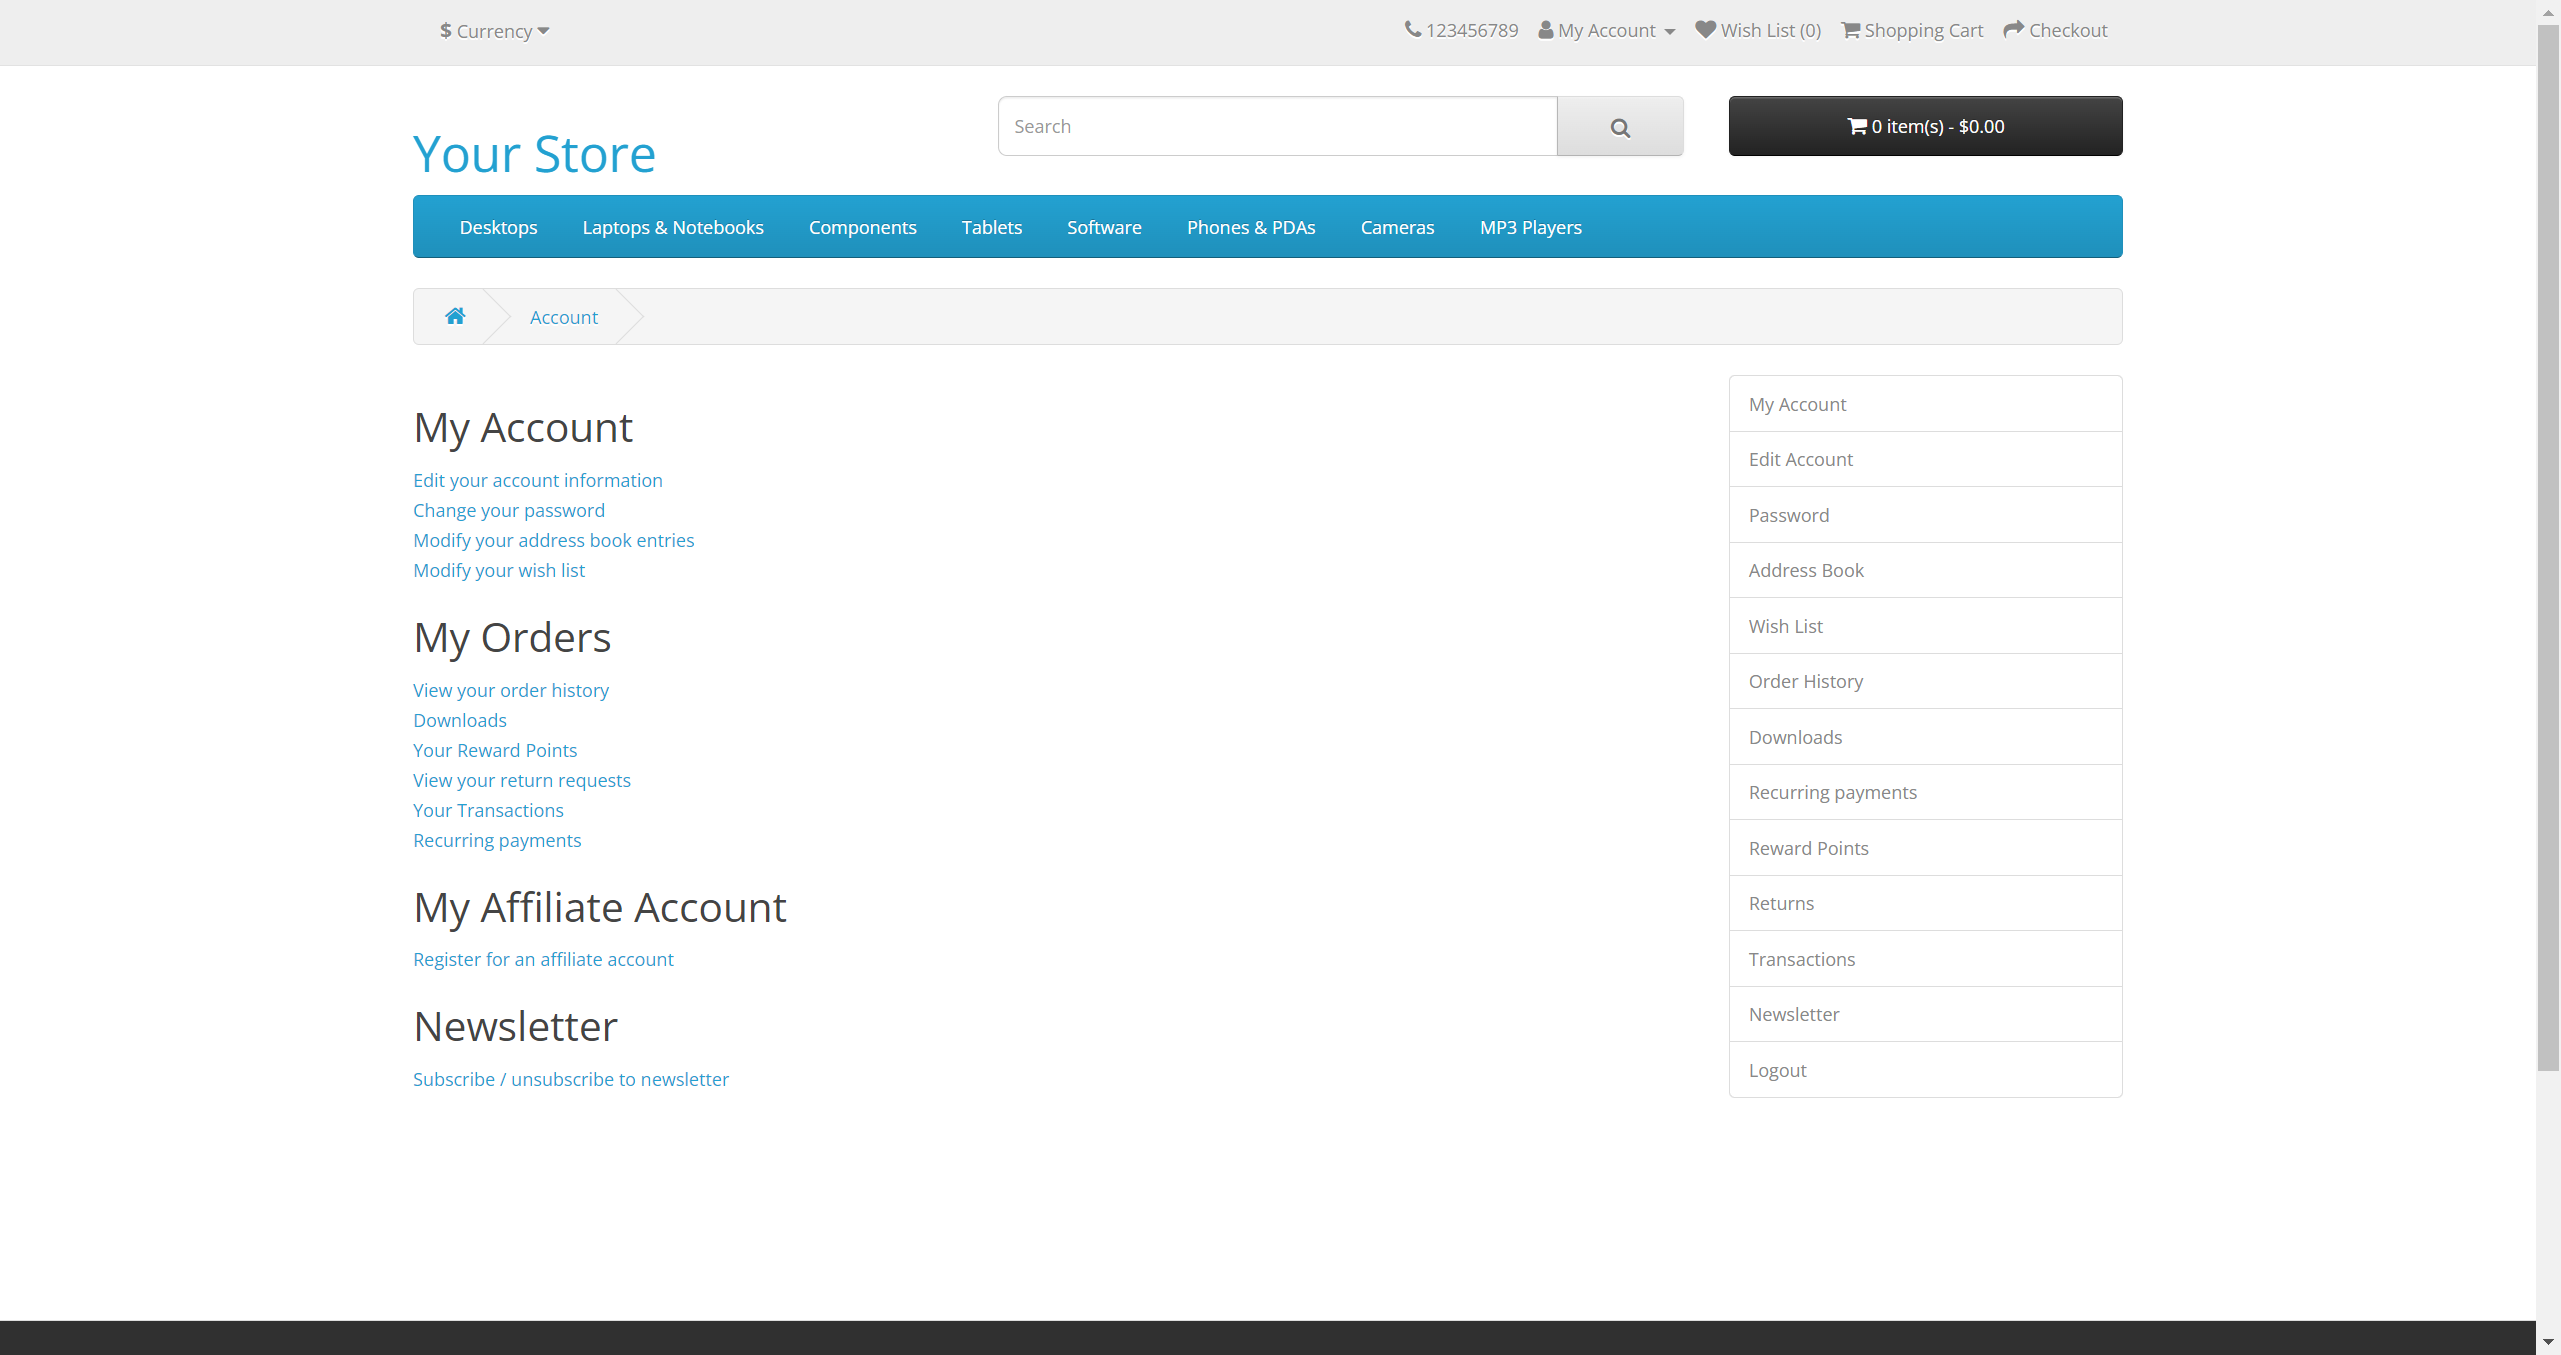 $ Currency
123456789 My Account Wish List (0) Shopping Cart Checkout
Your Store
Search
0 item(s) - $0.00
Desktops Laptops & Notebooks Components Tablets Software Phones & PDAs Cameras MP3 Players
Account
My Account
Edit your account information
Change your password
Modify your address book entries
Modify your wish list
My Orders
View your order history
Downloads
Your Reward Points
View your return requests
Your Transactions
Recurring payments
My Affiliate Account
Register for an affiliate account
Newsletter
Subscribe / unsubscribe to newsletter
My Account
Edit Account
Password
Address Book
Wish List
Order History
Downloads
Recurring payments
Reward Points
Returns
Transactions
Newsletter
Logout